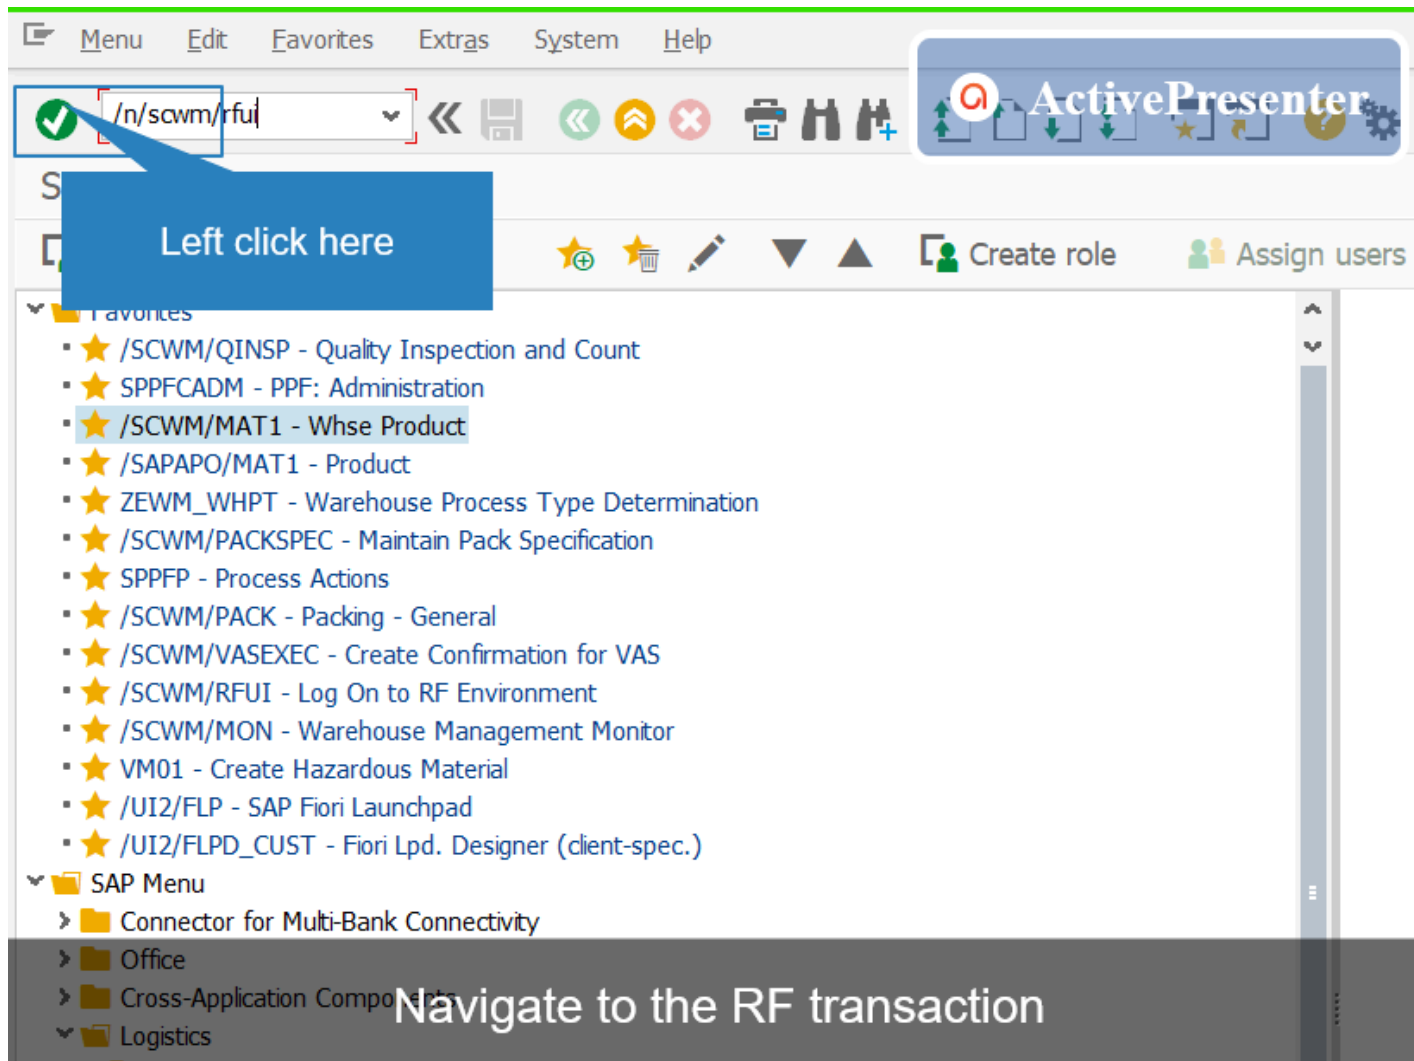 Menu Edit Favorites Extras System Help
ActivePresenter
/n/scwm/rfui
S
Left click here
Create role Assign users
Favorites
/SCWM/QINSP - Quality Inspection and Count
SPPFCADM - PPF: Administration
/SCWM/MAT1 - Whse Product
/SAPAPO/MAT1 - Product
ZEWM_WHPT - Warehouse Process Type Determination
/SCWM/PACKSPEC - Maintain Pack Specification
SPPFP - Process Actions
/SCWM/PACK - Packing - General
/SCWM/VASEXEC - Create Confirmation for VAS
/SCWM/RFUI - Log On to RF Environment
/SCWM/MON - Warehouse Management Monitor
VM01 - Create Hazardous Material
/UI2/FLP - SAP Fiori Launchpad
/UI2/FLPD_CUST - Fiori Lpd. Designer (client-spec.)
SAP Menu
Connector for Multi-Bank Connectivity
Office
Cross-Application Components
Navigate to the RF transaction
Logistics